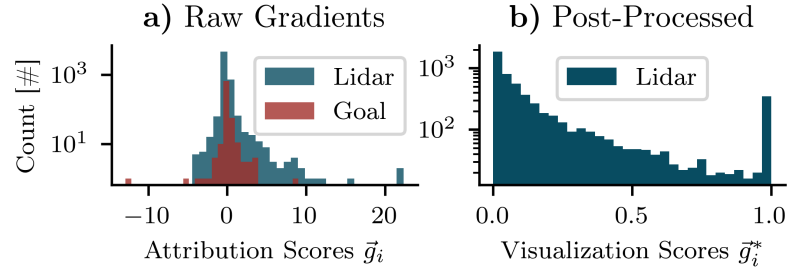 a) Raw Gradients
Count [#]
10³
10¹
Lidar
Goal
−10 0 10 20
Attribution Scores g⃗ᵢ
b) Post-Processed
10³
10²
Lidar
0.0 0.5 1.0
Visualization Scores g⃗ᵢ*